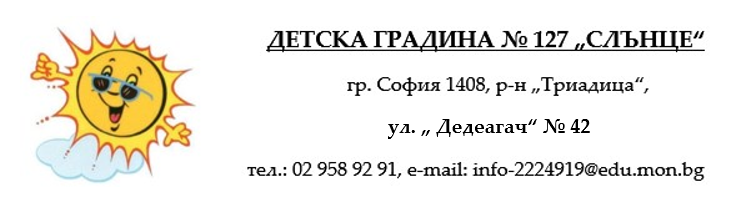 ДЕТСКА ГРАДИНА № 127 „СЛЪНЦЕ“
гр. София 1408, р-н „Триадица“,
ул. „ Дедеагач“ № 42
тел.: 02 958 92 91, e-mail: info-2224919@edu.mon.bg